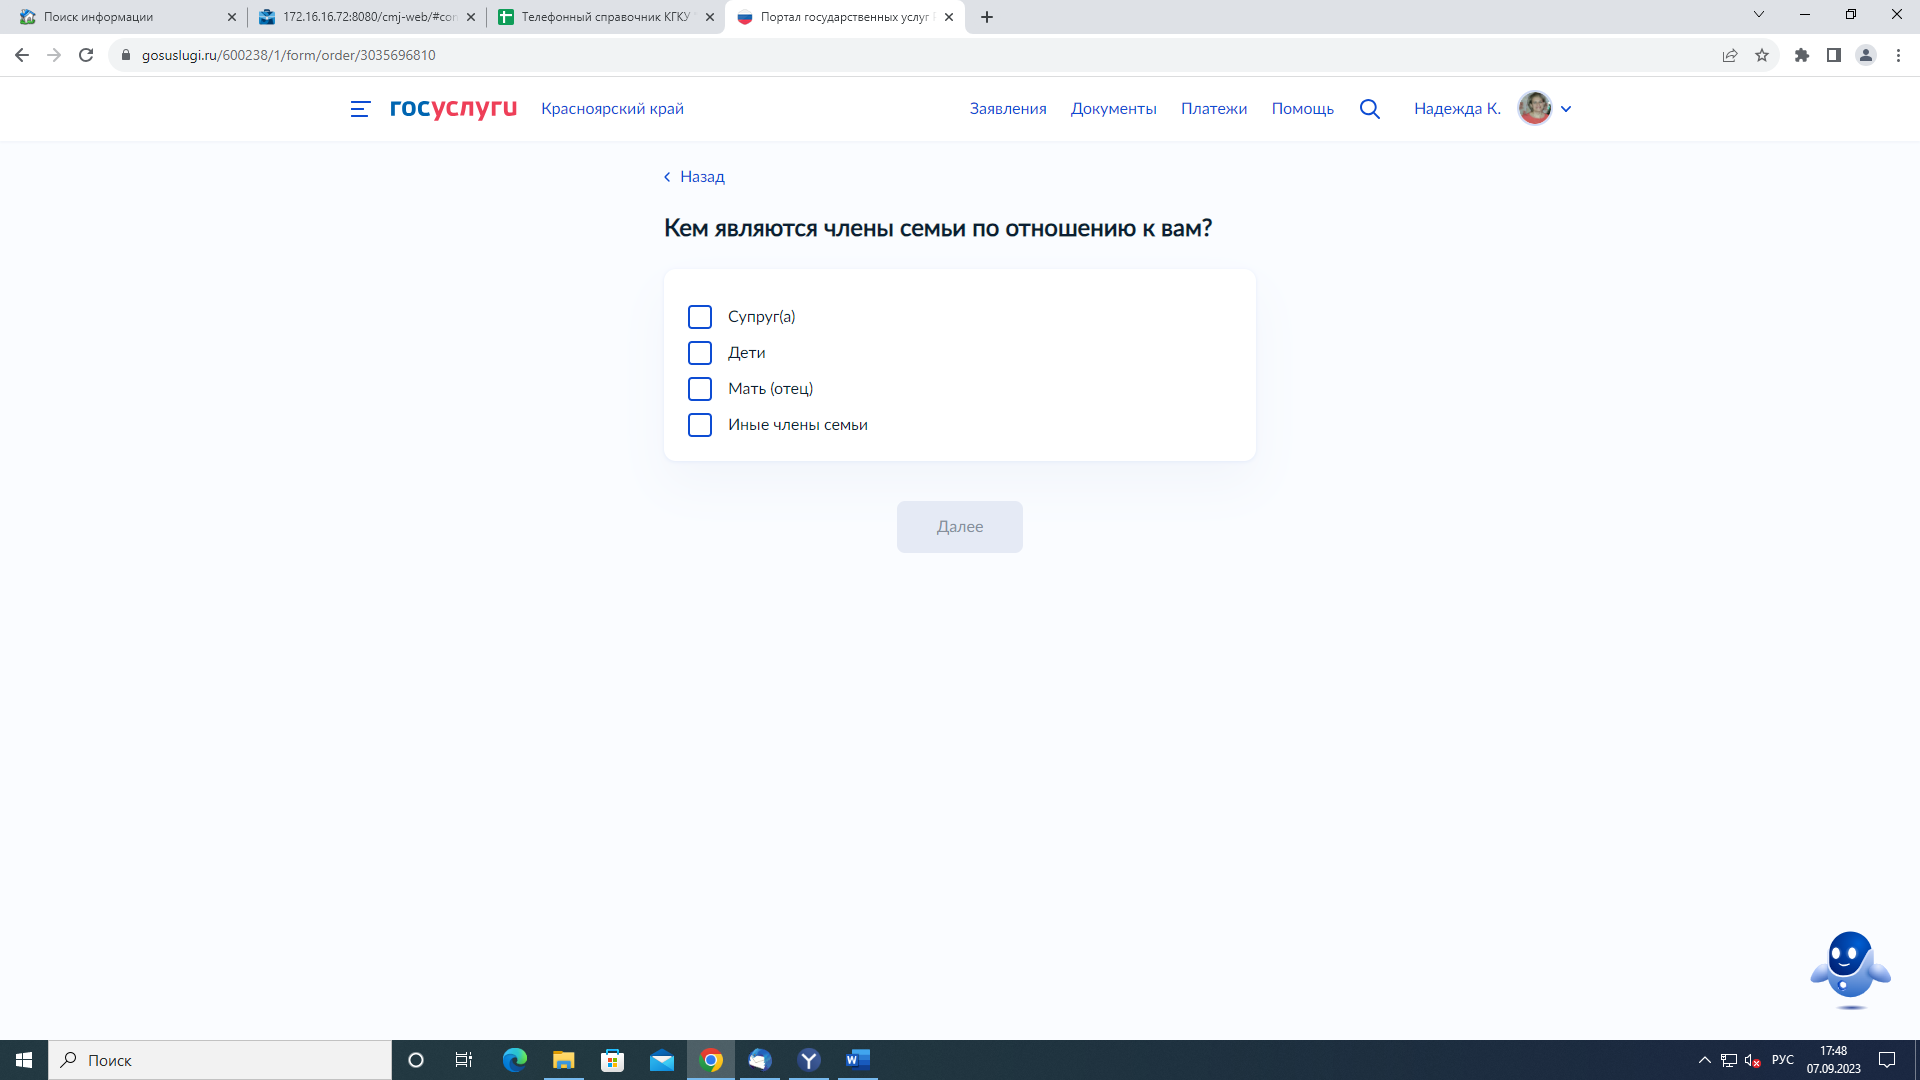 Поиск информации
172.16.16.72:8080/cmj-web/#con
Телефонный справочник КГКУ
Портал государственных услуг
gosuslugi.ru/600238/1/form/order/3035696810
госуслуги
Красноярский край
Заявления
Документы
Платежи
Помощь
Надежда К.
Назад
Кем являются члены семьи по отношению к вам?
Супруг(а)
Дети
Мать (отец)
Иные члены семьи
Далее
Поиск
РУС
17:48
07.09.2023